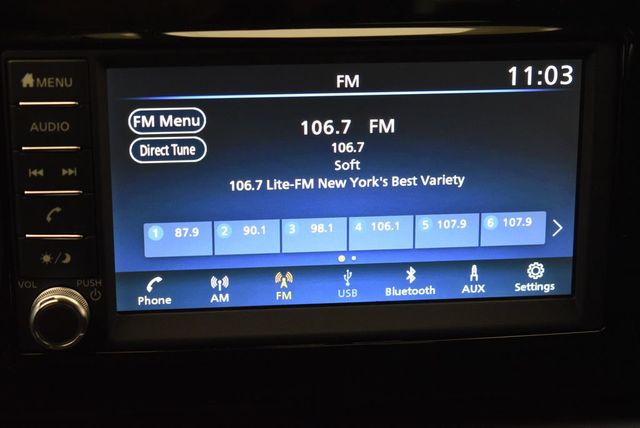 MENU
AUDIO
VOL
PUSH
FM
11:03
FM Menu
Direct Tune
106.7 FM
106.7
Soft
106.7 Lite-FM New York's Best Variety
1 87.9
2 90.1
3 98.1
4 106.1
5 107.9
6 107.9
Phone
AM
FM
USB
Bluetooth
AUX
Settings